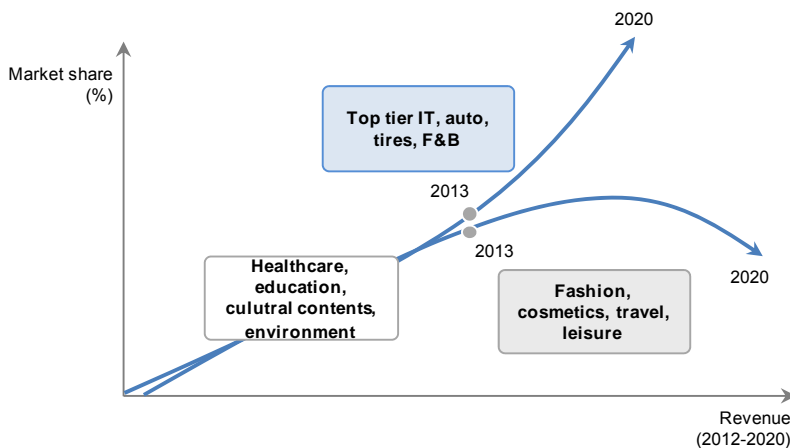 2020
Market share
(%)
Top tier IT, auto,
tires, F&B
2013
2013
Healthcare,
education,
culutral contents,
environment
2020
Fashion,
cosmetics, travel,
leisure
Revenue
(2012-2020)